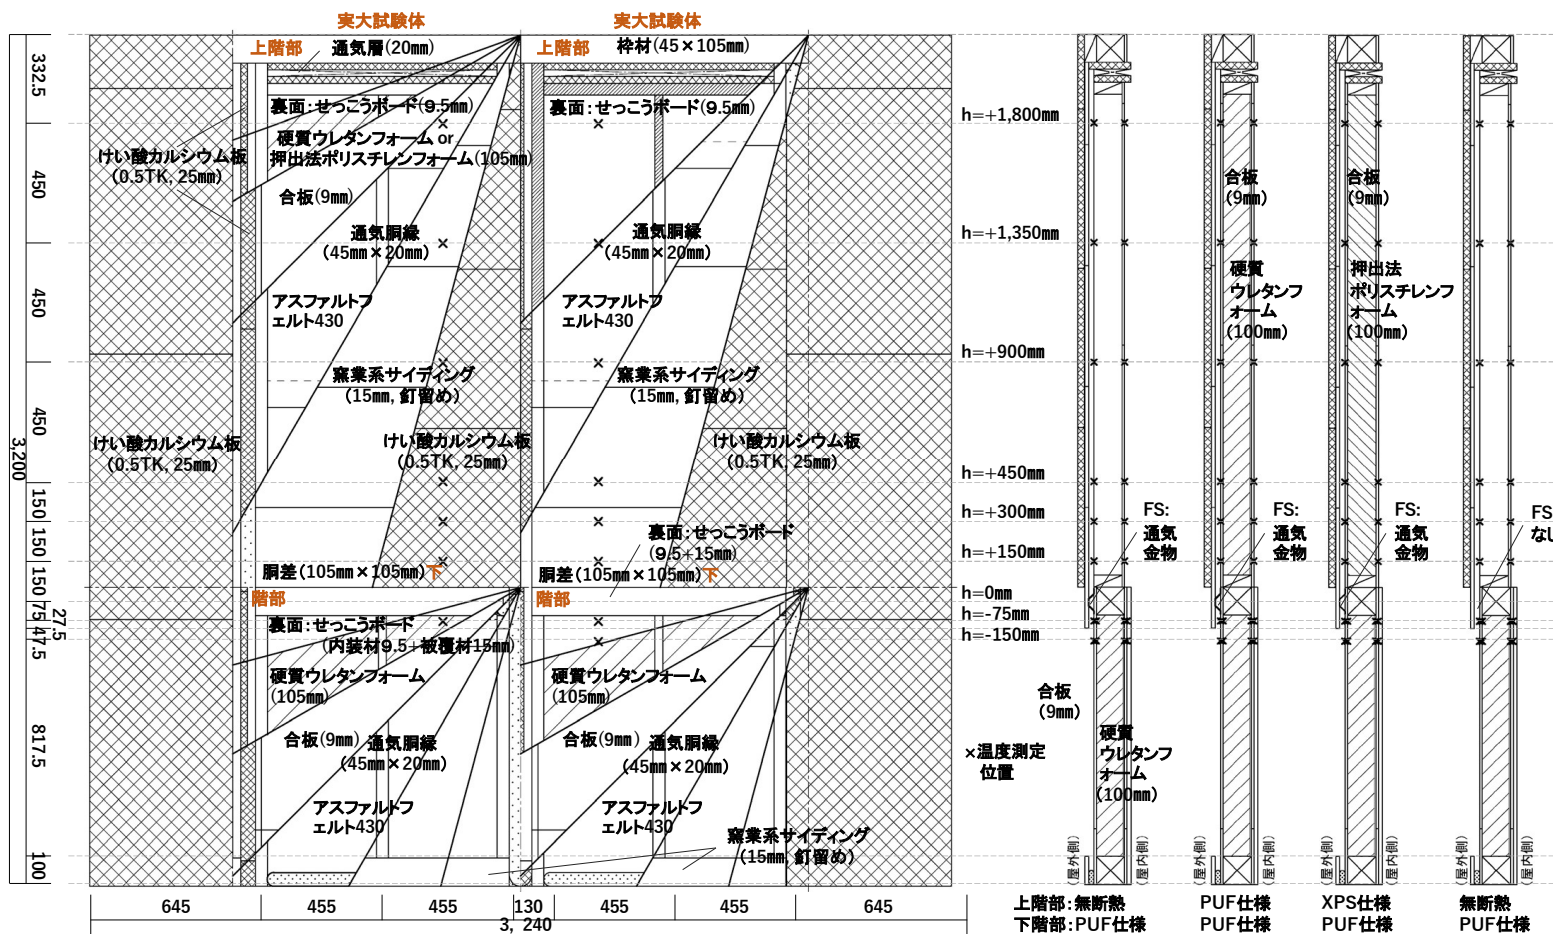 実大試験体
実大試験体
上階部
通気層(20mm)
上階部
枠材(45×105mm)
裏面:せっこうボード(9.5mm)
裏面:せっこうボード(9.5mm)
けい酸カルシウム板
(0.5TK, 25mm)
硬質ウレタンフォーム or
押出法ポリスチレンフォーム(105mm)
合板(9mm)
通気胴縁
(45mm×20mm)
通気胴縁
(45mm×20mm)
アスファルトフ
ェルト430
アスファルトフ
ェルト430
窯業系サイディング
(15mm, 釘留め)
窯業系サイディング
(15mm, 釘留め)
けい酸カルシウム板
(0.5TK, 25mm)
けい酸カルシウム板
(0.5TK, 25mm)
けい酸カルシウム板
(0.5TK, 25mm)
裏面:せっこうボード
(9.5+15mm)
胴差(105mm×105mm)下
階部
胴差(105mm×105mm)下
階部
裏面:せっこうボード
(内装材9.5+被覆材15mm)
硬質ウレタンフォーム
(105mm)
硬質ウレタンフォーム
(105mm)
合板(9mm)
通気胴縁
(45mm×20mm)
合板(9mm)
通気胴縁
(45mm×20mm)
アスファルトフ
ェルト430
アスファルトフ
ェルト430
窯業系サイディング
(15mm, 釘留め)
332.5
450
450
450
150
150
150
75
47.5
27.5
817.5
100
3,200
645
455
455
130
455
455
645
3, 240
h=+1,800mm
h=+1,350mm
h=+900mm
h=+450mm
h=+300mm
h=+150mm
h=0mm
h=-75mm
h=-150mm
×温度測定
位置
合板
(9mm)
硬質
ウレタンフ
ォーム
(100mm)
合板
(9mm)
押出法
ポリスチレンフ
ォーム
(100mm)
FS:
通気
金物
FS:
通気
金物
FS:
通気
金物
FS
なし
合板
(9mm)
硬質
ウレタンフ
ォーム
(100mm)
(屋外側)
(屋内側)
(屋外側)
(屋内側)
(屋外側)
(屋内側)
(屋外側)
(屋内側)
上階部:無断熱
下階部:PUF仕様
PUF仕様
PUF仕様
XPS仕様
PUF仕様
無断熱
PUF仕様